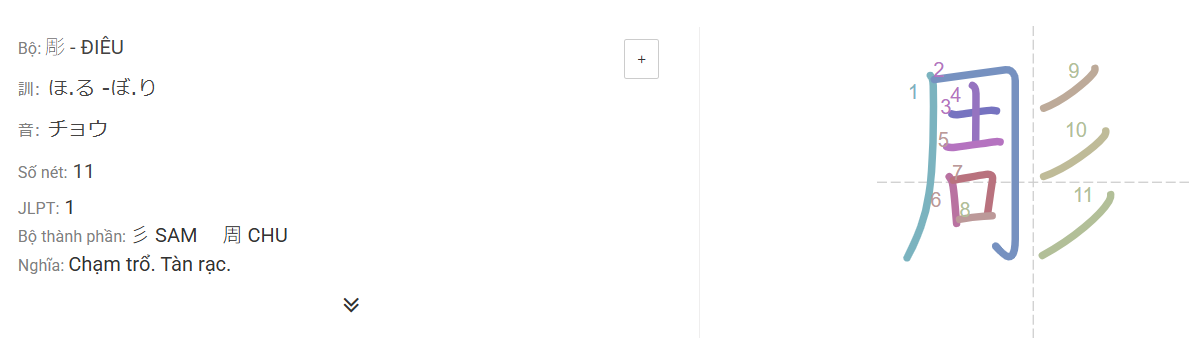 Bộ: 彫 - ĐIÊU
訓: ほ.る -ぼ.り
音: チョウ
Số nét: 11
JLPT: 1
Bộ thành phần: 彡 SAM 周 CHU
Nghĩa: Chạm trổ. Tàn rạc.
+
彫
1
2
3
4
5
6
7
8
9
10
11